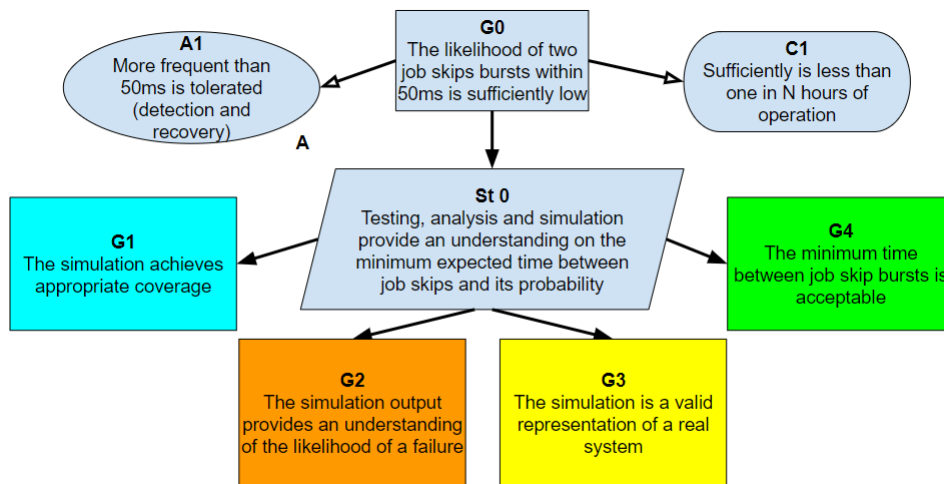 A1
More frequent than
50ms is tolerated
(detection and
recovery)
A
G0
The likelihood of two
job skips bursts within
50ms is sufficiently low
C1
Sufficiently is less than
one in N hours of
operation
St 0
Testing, analysis and simulation
provide an understanding on the
minimum expected time between
job skips and its probability
G1
The simulation achieves
appropriate coverage
G4
The minimum time
between job skip bursts is
acceptable
G2
The simulation output
provides an understanding
of the likelihood of a failure
G3
The simulation is a valid
representation of a real
system